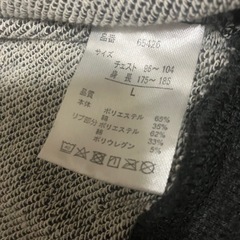 品番 65426
サイズ
チェスト 96~104
身長 175~185
L
品質
本体 ポリエステル 65%
綿 35%
リブ部分 ポリエステル 62%
綿 33%
ポリウレタン 5%